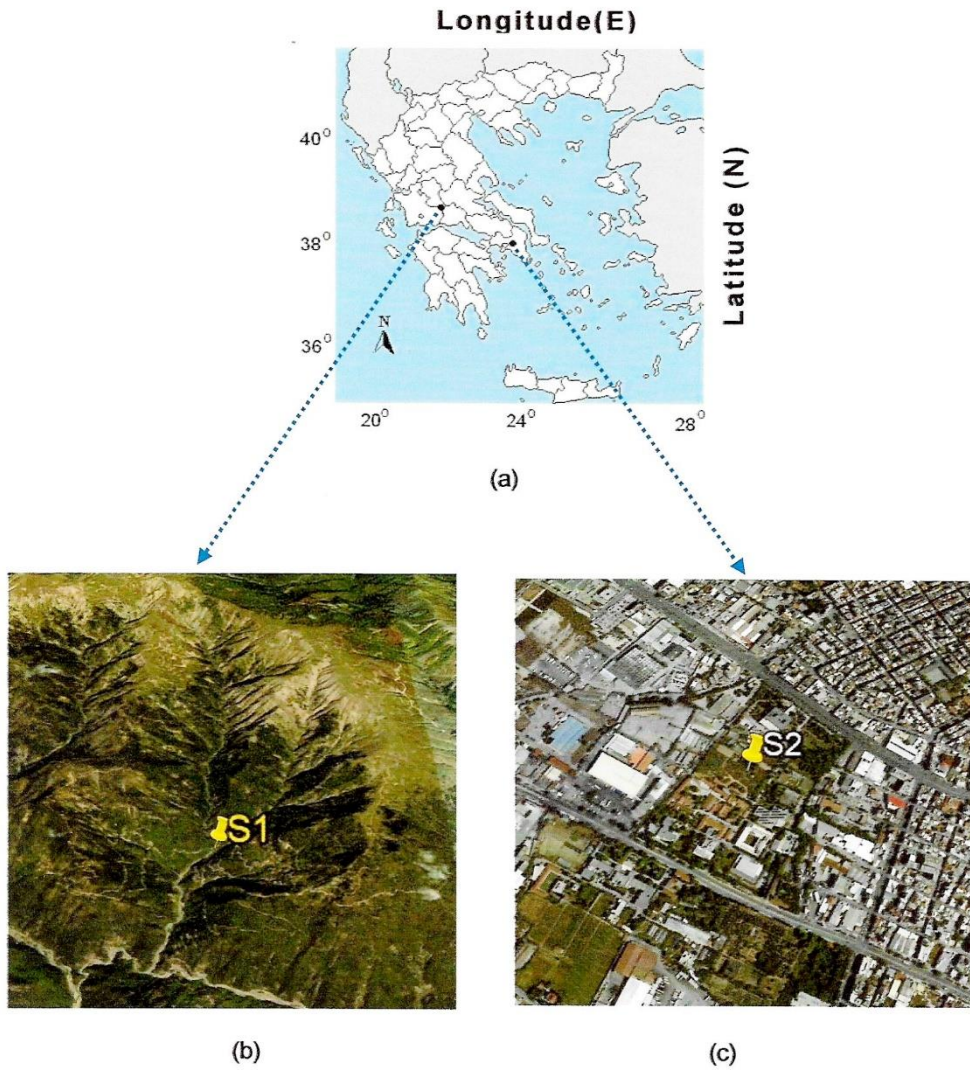 Longitude(E)
40°
38°
36°
Latitude (N)
N
20°
24°
28°
(a)
S1
S2
(b)
(c)